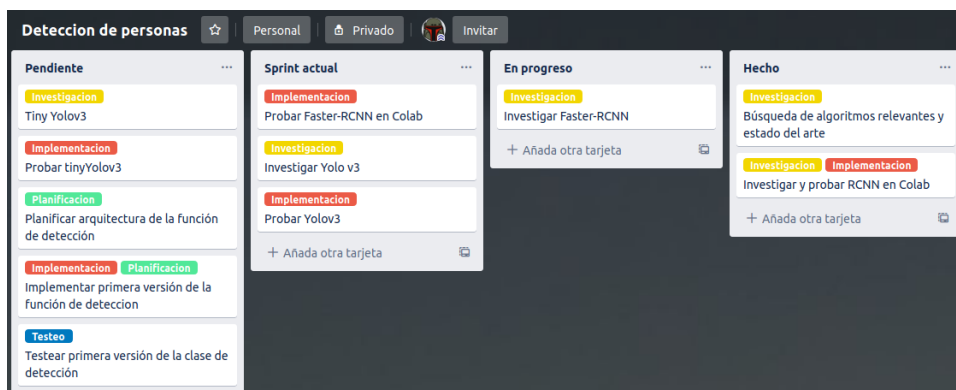 Deteccion de personas
Personal
Privado
Invitar
Pendiente
Investigacion
Tiny Yolov3
Implementacion
Probar tinyYolov3
Planificacion
Planificar arquitectura de la función
de detección
Implementacion Planificacion
Implementar primera versión de la
función de deteccion
Testeo
Testear primera versión de la clase de
detección
Sprint actual
Implementacion
Probar Faster-RCNN en Colab
Investigacion
Investigar Yolo v3
Implementacion
Probar Yolov3
+ Añada otra tarjeta
En progreso
Investigacion
Investigar Faster-RCNN
+ Añada otra tarjeta
Hecho
Investigacion
Búsqueda de algoritmos relevantes y
estado del arte
Investigacion Implementacion
Investigar y probar RCNN en Colab
+ Añada otra tarjeta